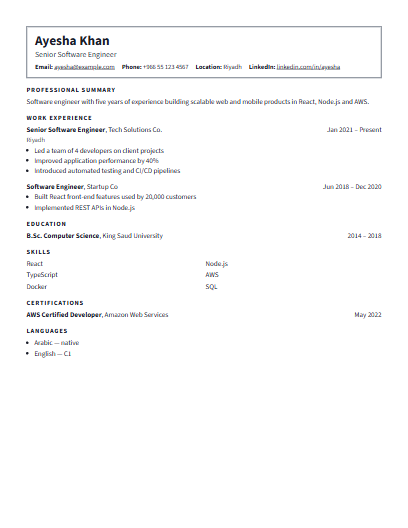 Ayesha Khan
Senior Software Engineer
Email: ayesha@example.com Phone: +966 55 123 4567 Location: Riyadh LinkedIn: linkedin.com/in/ayesha
PROFESSIONAL SUMMARY
Software engineer with five years of experience building scalable web and mobile products in React, Node.js and AWS.
WORK EXPERIENCE
Senior Software Engineer, Tech Solutions Co. Jan 2021 – Present
Riyadh
• Led a team of 4 developers on client projects
• Improved application performance by 40%
• Introduced automated testing and CI/CD pipelines
Software Engineer, Startup Co Jun 2018 – Dec 2020
• Built React front-end features used by 20,000 customers
• Implemented REST APIs in Node.js
EDUCATION
B.Sc. Computer Science, King Saud University 2014 – 2018
SKILLS
React Node.js
TypeScript AWS
Docker SQL
CERTIFICATIONS
AWS Certified Developer, Amazon Web Services May 2022
LANGUAGES
• Arabic — native
• English — C1